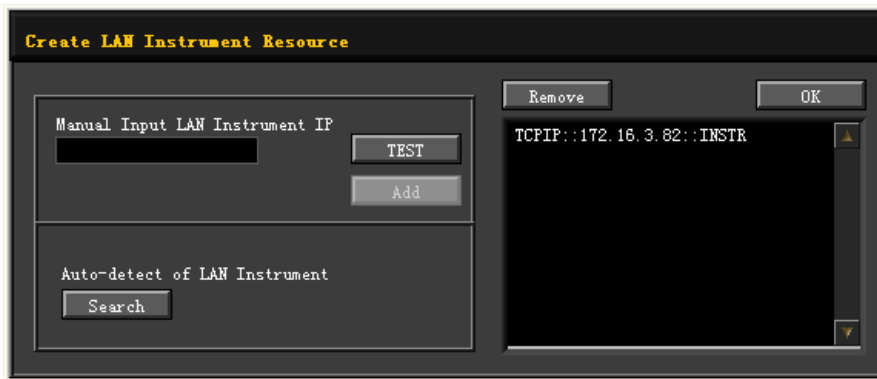 Create LAN Instrument Resource
Manual Input LAN Instrument IP
TEST
Add
Auto-detect of LAN Instrument
Search
Remove
OK
TCPIP::172.16.3.82::INSTR